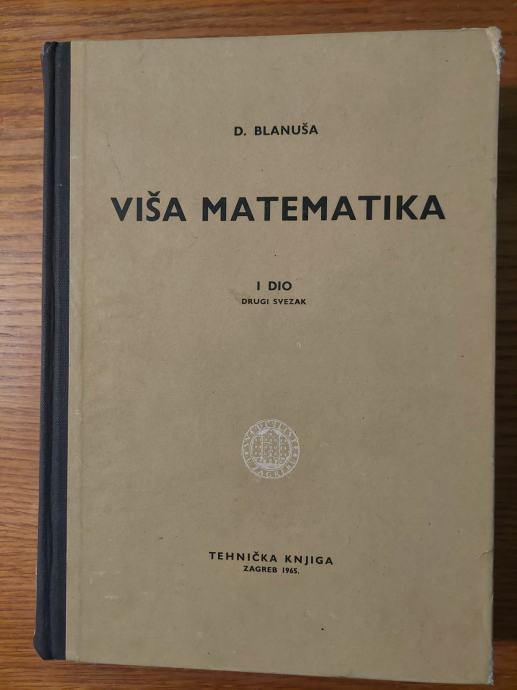 D. BLANUŠA
VIŠA MATEMATIKA
I DIO
DRUGI SVEZAK
TEHNIČKA KNJIGA
ZAGREB 1965.